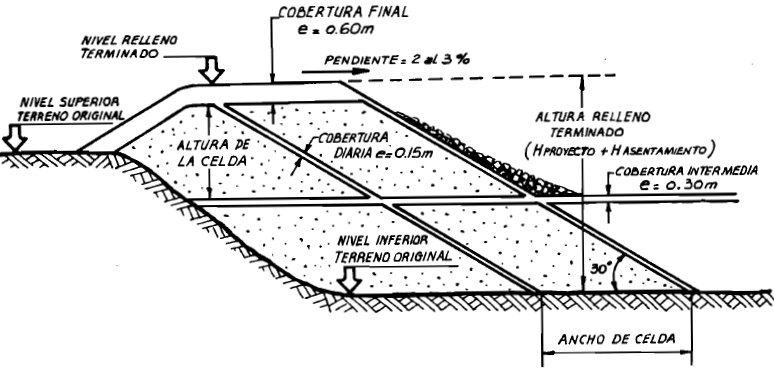 COBERTURA FINAL
e = 0.60m
NIVEL RELLENO
TERMINADO
PENDIENTE = 2 al 3 %
NIVEL SUPERIOR
TERRENO ORIGINAL
ALTURA RELLENO
TERMINADO
(HPROYECTO + HASENTAMIENTO)
ALTURA DE
LA CELDA
COBERTURA
DIARIA e=0.15m
COBERTURA INTERMEDIA
e = 0.30m
NIVEL INFERIOR
TERRENO ORIGINAL
30°
ANCHO DE CELDA